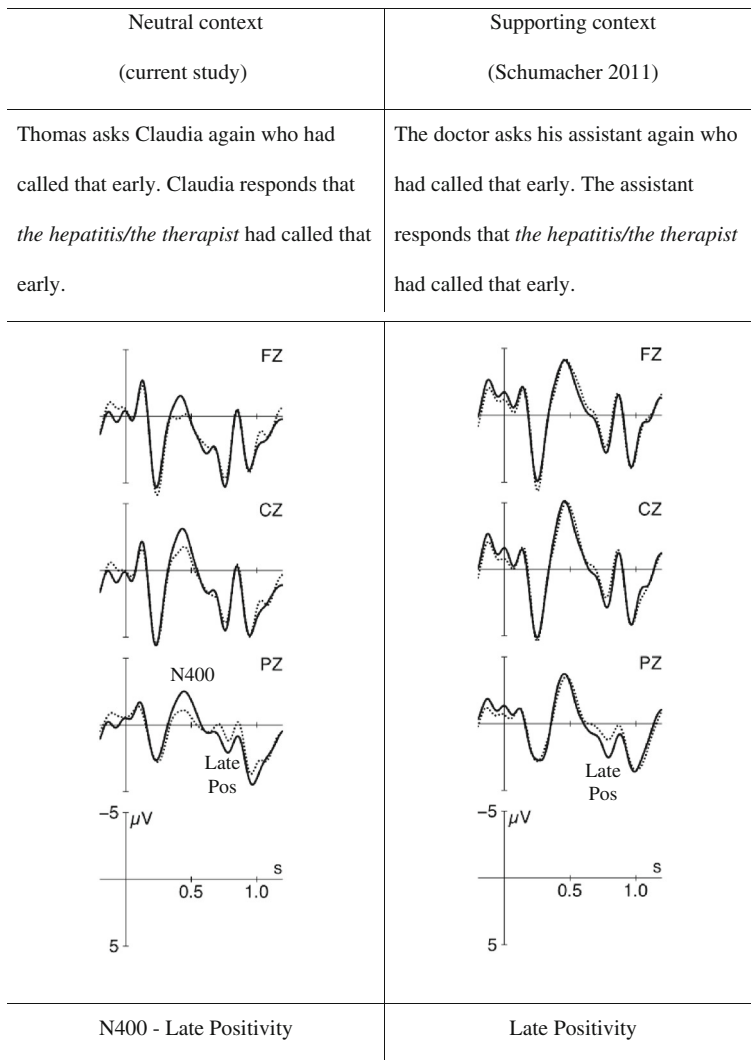 Neutral context
(current study)
Supporting context
(Schumacher 2011)
Thomas asks Claudia again who had
called that early. Claudia responds that
the hepatitis/the therapist had called that
early.
The doctor asks his assistant again who
had called that early. The assistant
responds that the hepatitis/the therapist
had called that early.
FZ
CZ
PZ
N400
Late
Pos
-5
µV
s
0.5 1.0
5
FZ
CZ
PZ
Late
Pos
-5
µV
s
0.5 1.0
5
N400 - Late Positivity
Late Positivity